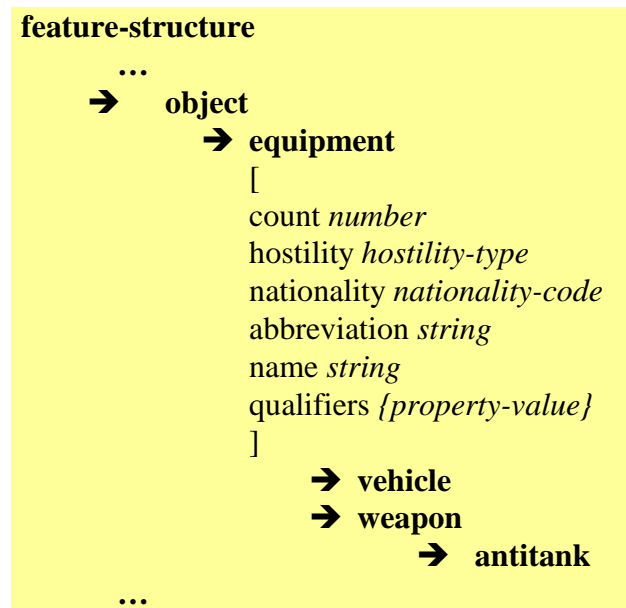 feature-structure
…
➔ object
➔ equipment
[
count number
hostility hostility-type
nationality nationality-code
abbreviation string
name string
qualifiers {property-value}
]
➔ vehicle
➔ weapon
➔ antitank
…